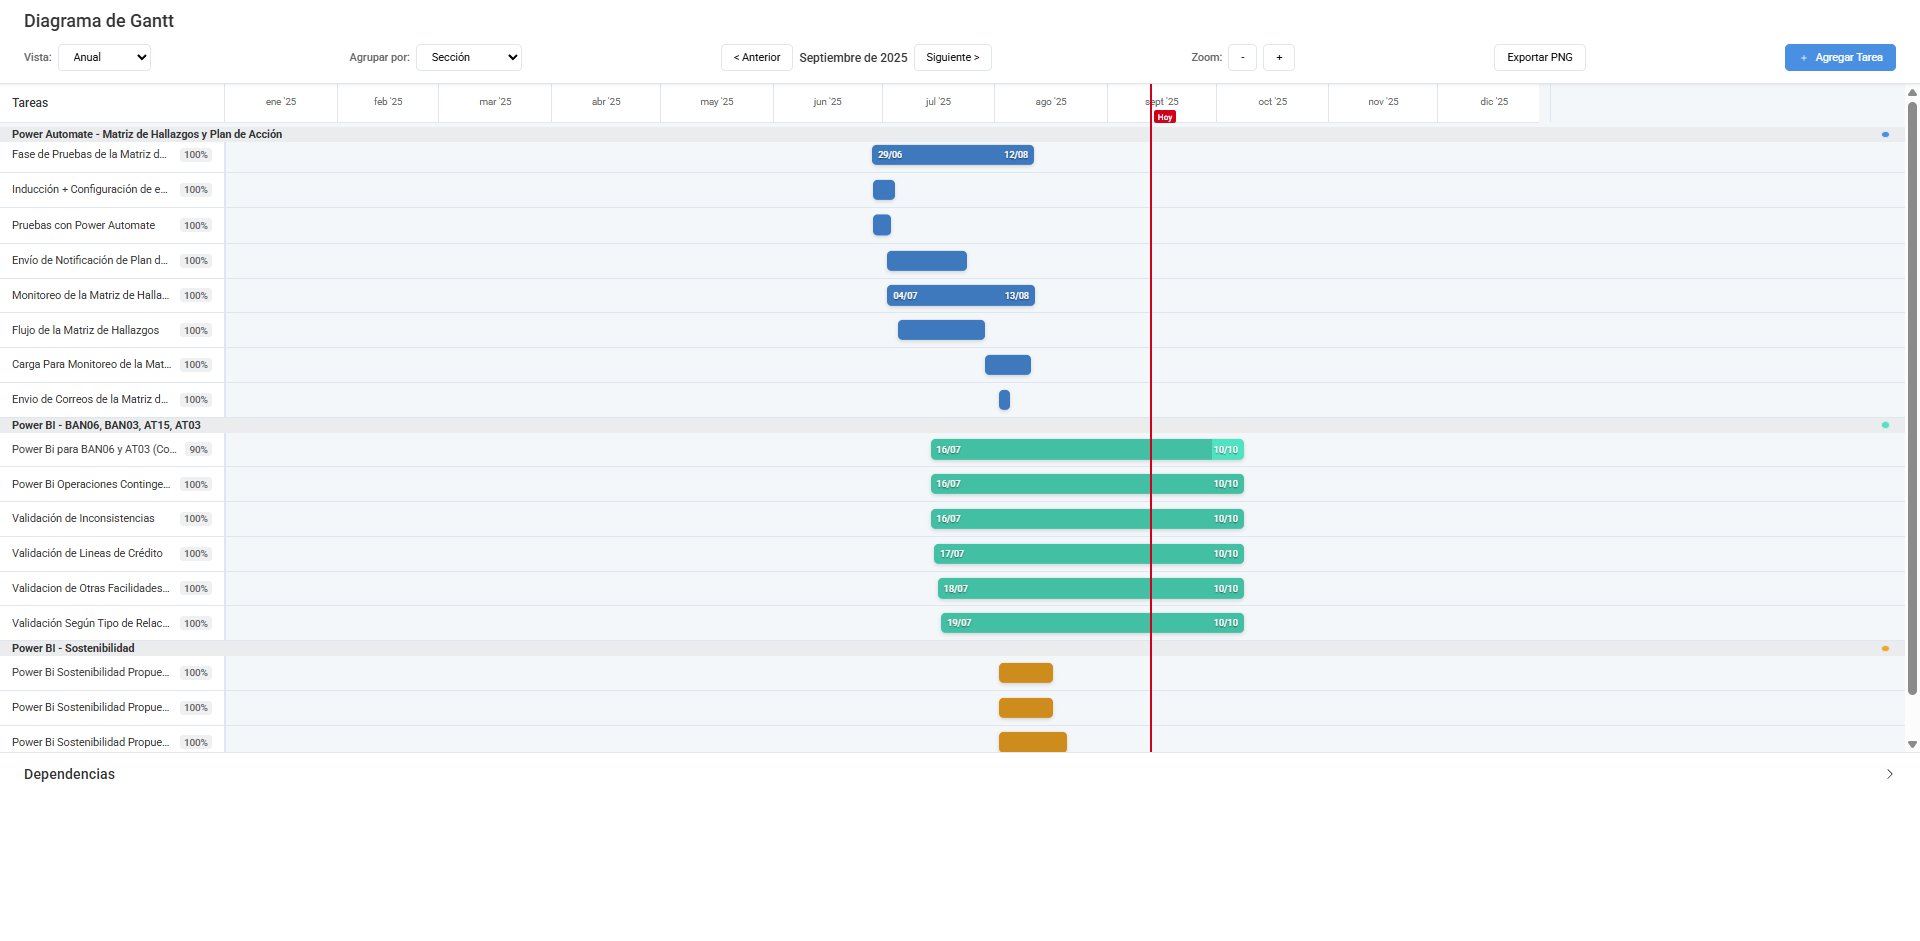 Diagrama de Gantt
Vista: Anual Agrupar por: Sección < Anterior Septiembre de 2025 Siguiente > Zoom: - + Exportar PNG + Agregar Tarea
Tareas ene '25 feb '25 mar '25 abr '25 may '25 jun '25 jul '25 ago '25 sept '25 oct '25 nov '25 dic '25
Hoy
Power Automate - Matriz de Hallazgos y Plan de Acción
Fase de Pruebas de la Matriz d... 100% 29/06 12/08
Inducción + Configuración de e... 100%
Pruebas con Power Automate 100%
Envío de Notificación de Plan d... 100%
Monitoreo de la Matriz de Halla... 100% 04/07 13/08
Flujo de la Matriz de Hallazgos 100%
Carga Para Monitoreo de la Mat... 100%
Envio de Correos de la Matriz d... 100%
Power BI - BAN06, BAN03, AT15, AT03
Power Bi para BAN06 y AT03 (Co... 90% 16/07 10/10
Power Bi Operaciones Continge... 100% 16/07 10/10
Validación de Inconsistencias 100% 16/07 10/10
Validación de Lineas de Crédito 100% 17/07 10/10
Validacion de Otras Facilidades... 100% 18/07 10/10
Validación Según Tipo de Relac... 100% 19/07 10/10
Power BI - Sostenibilidad
Power Bi Sostenibilidad Propue... 100%
Power Bi Sostenibilidad Propue... 100%
Power Bi Sostenibilidad Propue... 100%
Dependencias